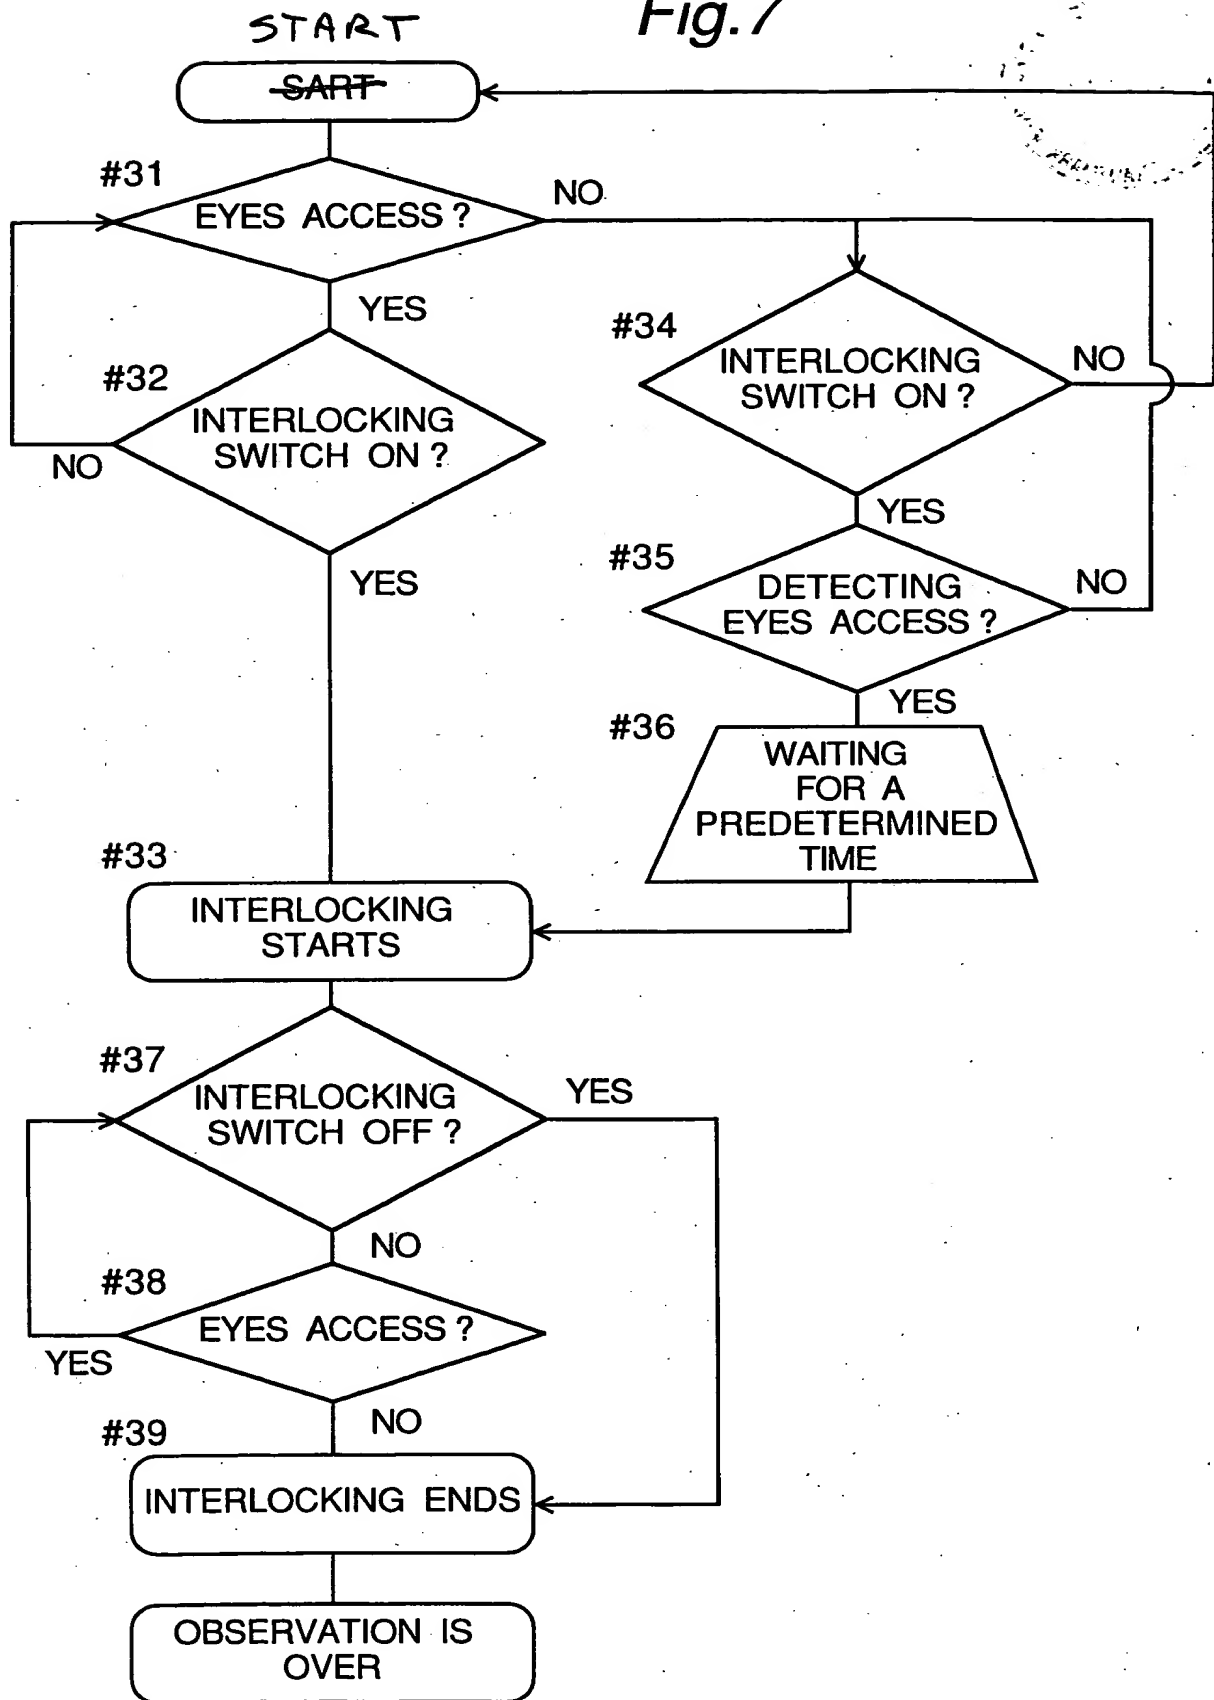 Fig.7
START
SART
#31
EYES ACCESS ?
NO
YES
#32
INTERLOCKING
SWITCH ON ?
NO
YES
#34
INTERLOCKING
SWITCH ON ?
NO
YES
#35
DETECTING
EYES ACCESS ?
NO
YES
#36
WAITING
FOR A
PREDETERMINED
TIME
#33
INTERLOCKING
STARTS
#37
INTERLOCKING
SWITCH OFF ?
YES
NO
#38
EYES ACCESS ?
YES
NO
#39
INTERLOCKING ENDS
OBSERVATION IS
OVER